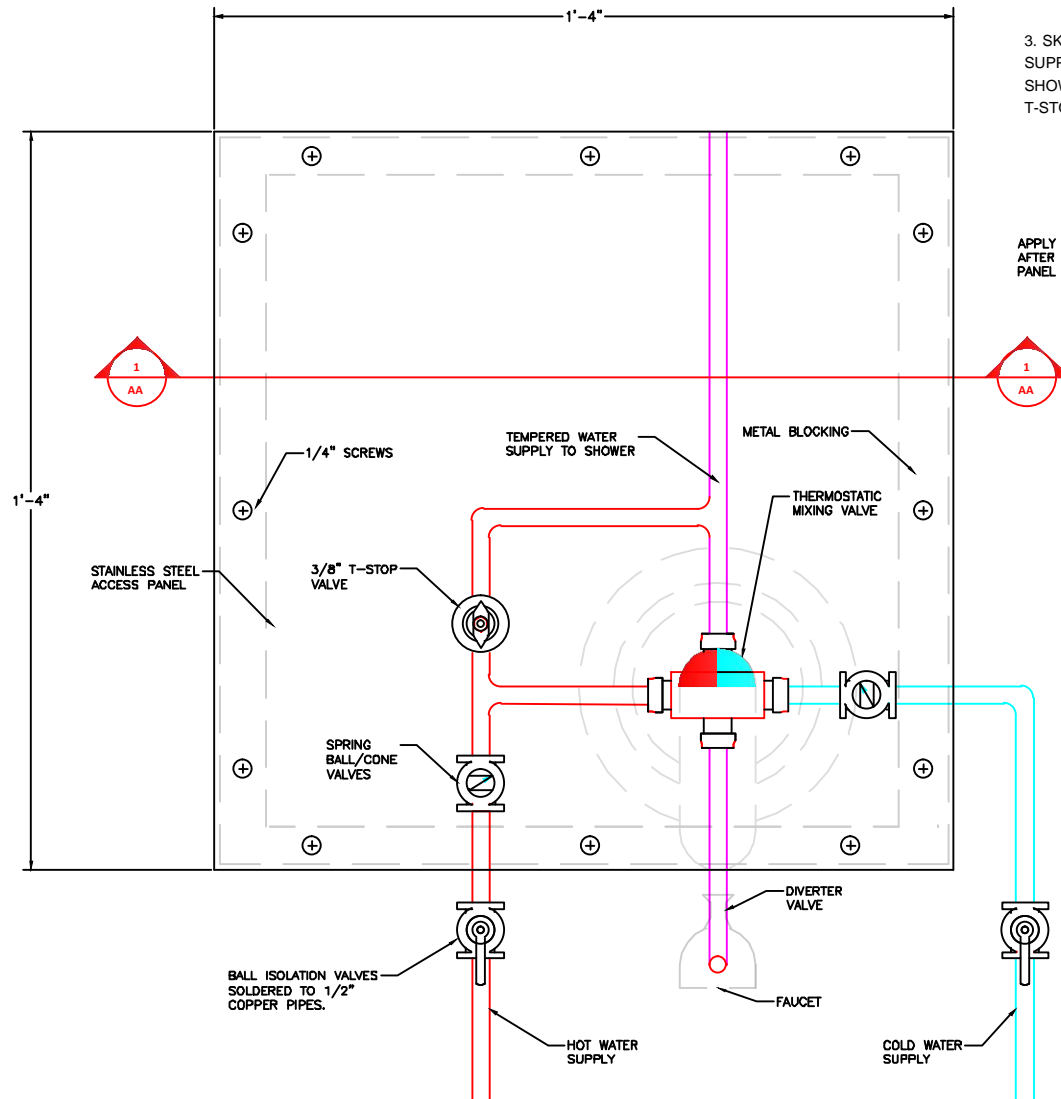 1'-4"
3. SK
SUPP
SHOW
T-STO
APPLY
AFTER
PANEL
1
AA
1
AA
TEMPERED WATER
SUPPLY TO SHOWER
METAL BLOCKING
1/4" SCREWS
1'-4"
THERMOSTATIC
MIXING VALVE
STAINLESS STEEL
ACCESS PANEL
3/8" T-STOP
VALVE
SPRING
BALL/CONE
VALVES
DIVERTER
VALVE
BALL ISOLATION VALVES
SOLDERED TO 1/2"
COPPER PIPES.
FAUCET
HOT WATER
SUPPLY
COLD WATER
SUPPLY